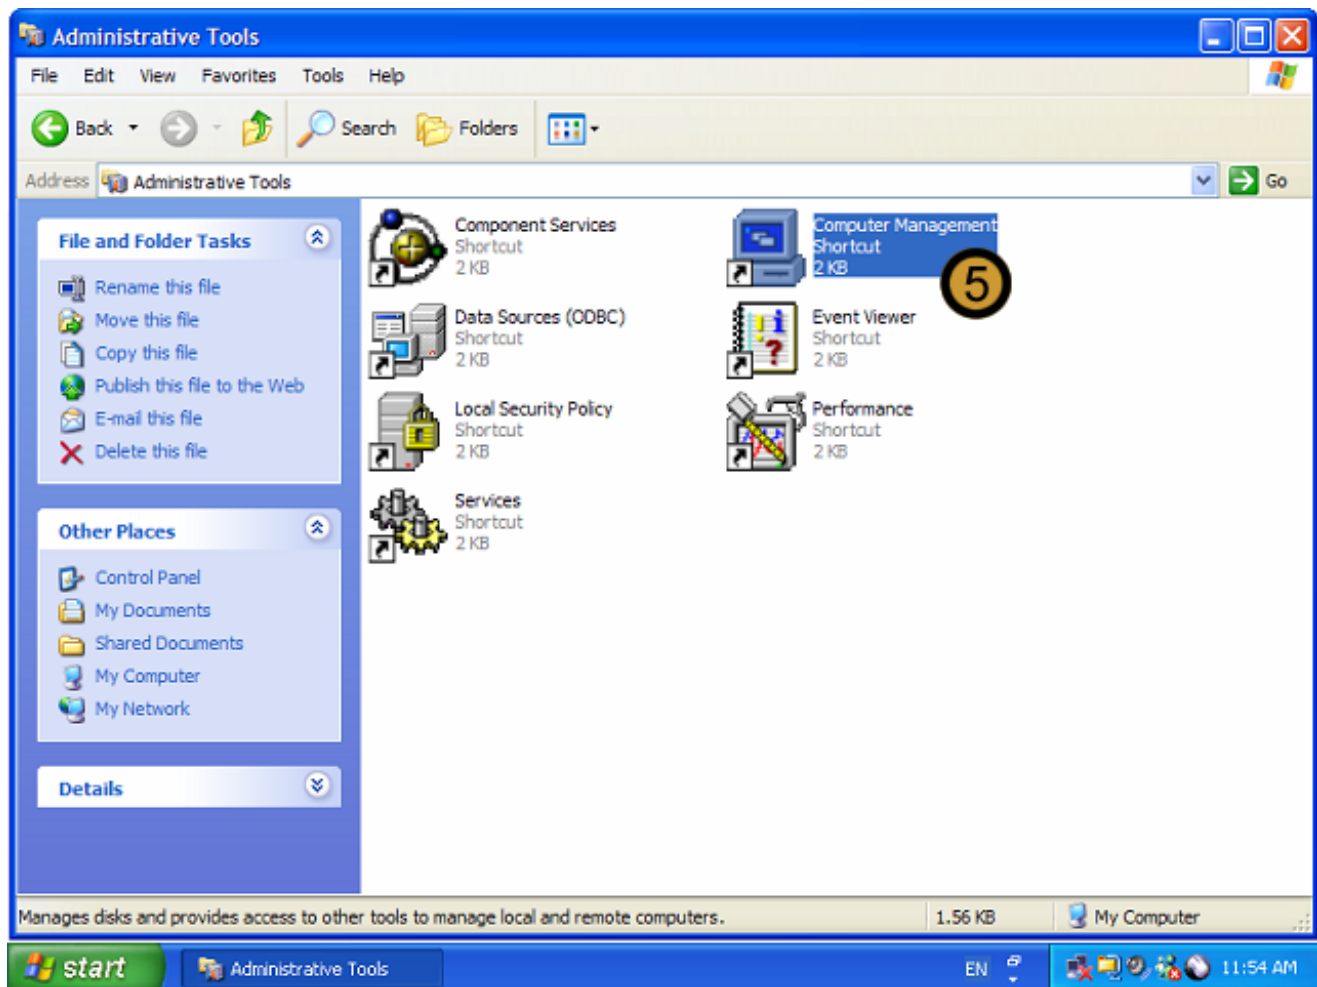 Administrative Tools
File Edit View Favorites Tools Help
Back Search Folders
Address Administrative Tools Go
File and Folder Tasks
Rename this file
Move this file
Copy this file
Publish this file to the Web
E-mail this file
Delete this file
Other Places
Control Panel
My Documents
Shared Documents
My Computer
My Network
Details
Component Services
Shortcut
2 KB
Computer Management
Shortcut
2 KB
5
Data Sources (ODBC)
Shortcut
2 KB
Event Viewer
Shortcut
2 KB
Local Security Policy
Shortcut
2 KB
Performance
Shortcut
2 KB
Services
Shortcut
2 KB
Manages disks and provides access to other tools to manage local and remote computers. 1.56 KB My Computer
start Administrative Tools EN 11:54 AM